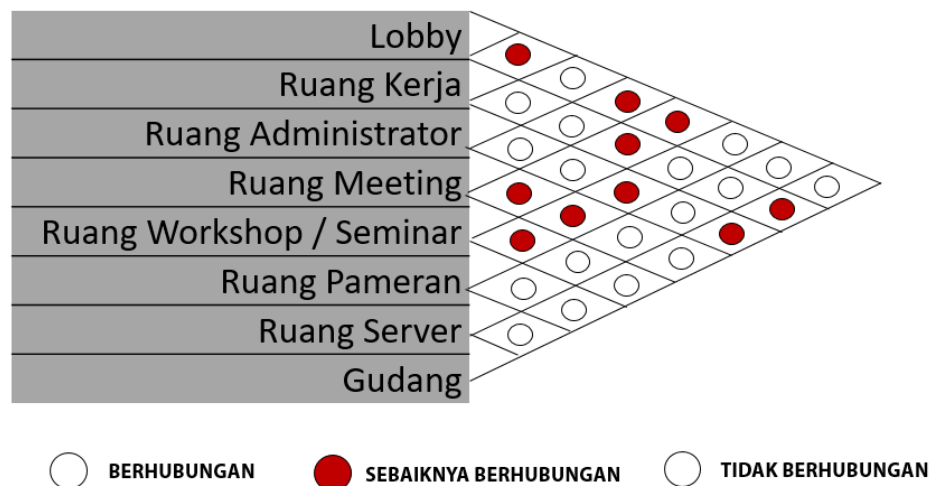 Lobby
Ruang Kerja
Ruang Administrator
Ruang Meeting
Ruang Workshop / Seminar
Ruang Pameran
Ruang Server
Gudang
BERHUBUNGAN SEBAIKNYA BERHUBUNGAN TIDAK BERHUBUNGAN